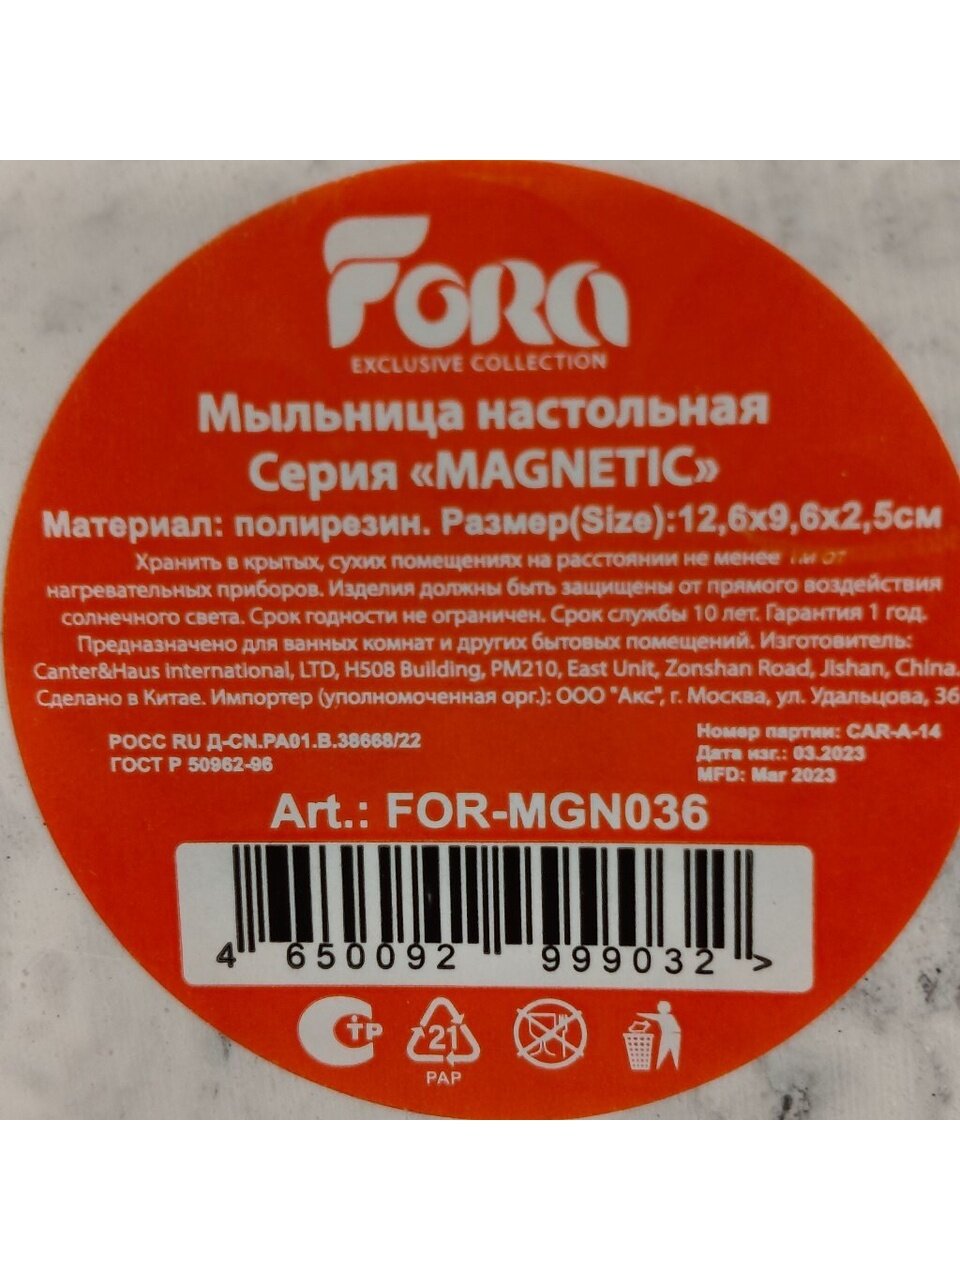 FORA
EXCLUSIVE COLLECTION
Мыльница настольная
Серия «MAGNETIC»
Материал: полирезин. Размер(Size):12,6x9,6x2,5см
Хранить в крытых, сухих помещениях на расстоянии не менее 1м от
нагревательных приборов. Изделия должны быть защищены от прямого воздействия
солнечного света. Срок годности не ограничен. Срок службы 10 лет. Гарантия 1 год.
Предназначено для ванных комнат и других бытовых помещений. Изготовитель:
Canter&Haus International, LTD, H508 Building, PM210, East Unit, Zonshan Road, Jishan, China.
Сделано в Китае. Импортер (уполномоченная орг.): ООО "Акс", г. Москва, ул. Удальцова, 36
РОСС RU Д-CN.РА01.В.38668/22
ГОСТ Р 50962-96
Номер партии: CAR-A-14
Дата изг.: 03.2023
MFD: Mar 2023
Art.: FOR-MGN036
4 650092 999032 >
СТР
21
PAP